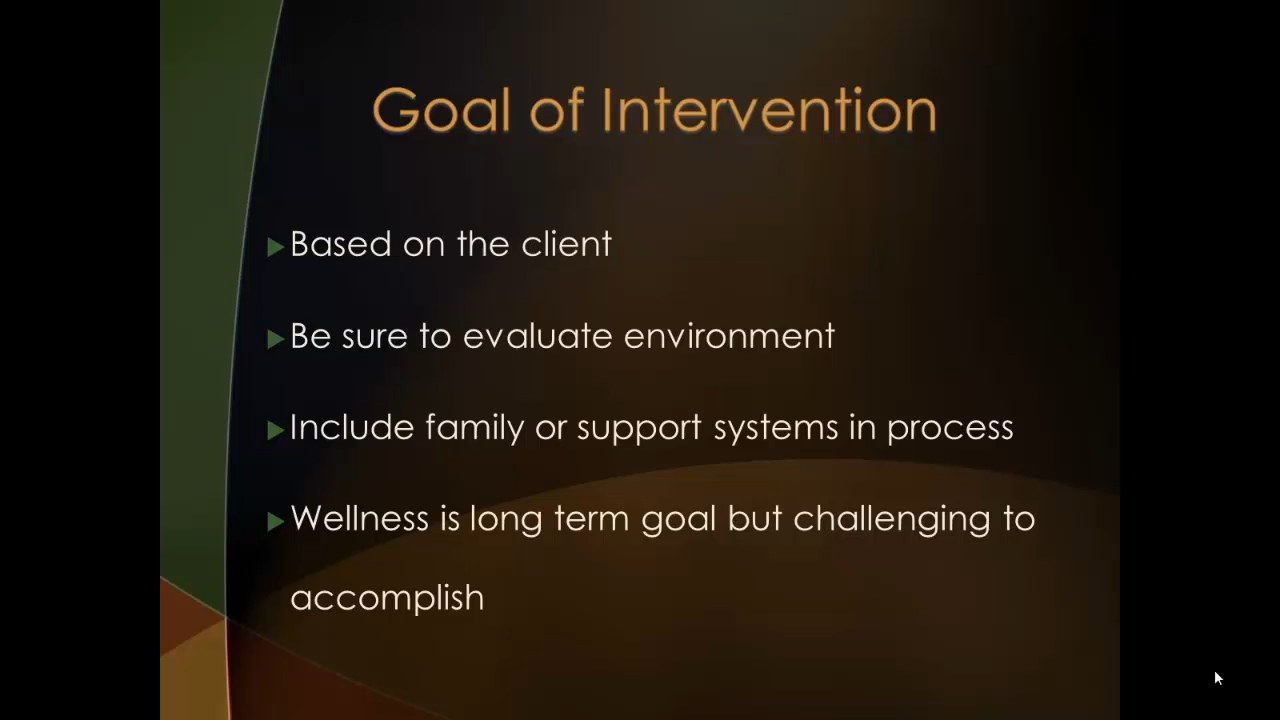 Goal of Intervention
Based on the client
Be sure to evaluate environment
Include family or support systems in process
Wellness is long term goal but challenging to
accomplish